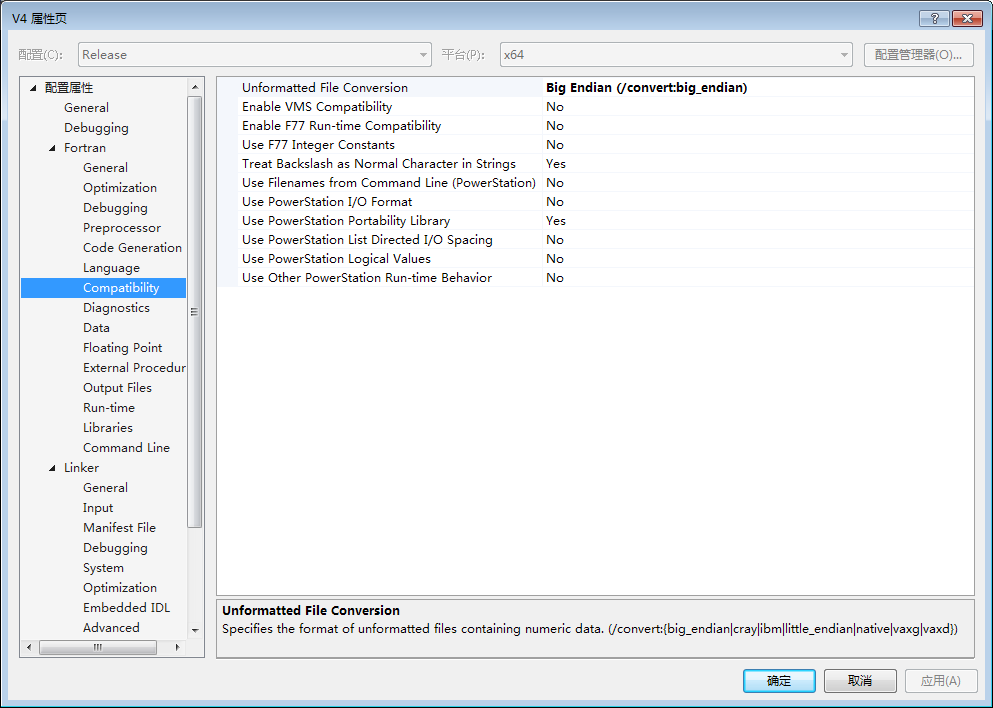 V4 属性页
配置(C): Release 平台(P): x64 配置管理器(O)...
配置属性
General
Debugging
Fortran
General
Optimization
Debugging
Preprocessor
Code Generation
Language
Compatibility
Diagnostics
Data
Floating Point
External Procedur
Output Files
Run-time
Libraries
Command Line
Linker
General
Input
Manifest File
Debugging
System
Optimization
Embedded IDL
Advanced
Unformatted File Conversion Big Endian (/convert:big_endian)
Enable VMS Compatibility No
Enable F77 Run-time Compatibility No
Use F77 Integer Constants No
Treat Backslash as Normal Character in Strings Yes
Use Filenames from Command Line (PowerStation) No
Use PowerStation I/O Format No
Use PowerStation Portability Library Yes
Use PowerStation List Directed I/O Spacing No
Use PowerStation Logical Values No
Use Other PowerStation Run-time Behavior No
Unformatted File Conversion
Specifies the format of unformatted files containing numeric data. (/convert:{big_endian|cray|ibm|little_endian|native|vaxg|vaxd})
确定 取消 应用(A)